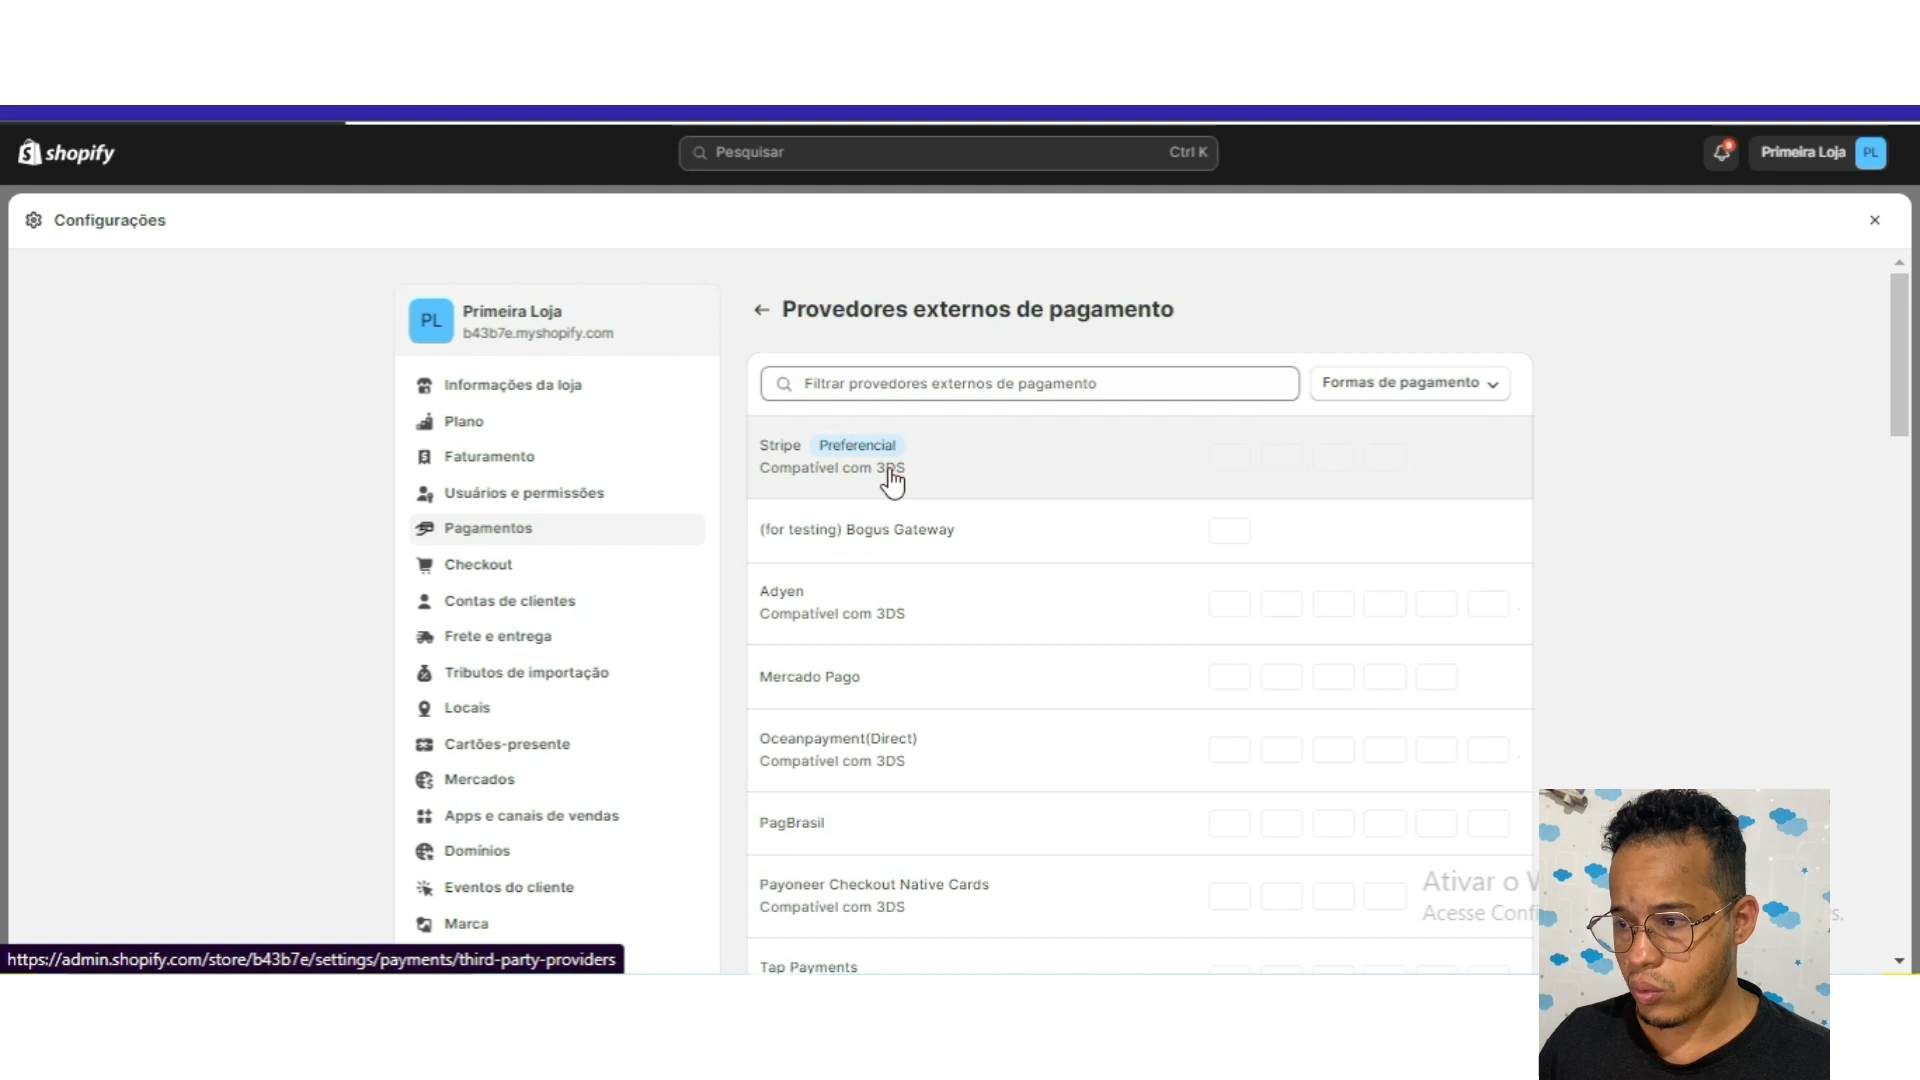 shopify
Pesquisar
Ctrl K
Primeira Loja
PL
Configurações
PL
Primeira Loja
b43b7e.myshopify.com
Informações da loja
Plano
Faturamento
Usuários e permissões
Pagamentos
Checkout
Contas de clientes
Frete e entrega
Tributos de importação
Locais
Cartões-presente
Mercados
Apps e canais de vendas
Domínios
Eventos do cliente
Marca
https://admin.shopify.com/store/b43b7e/settings/payments/third-party-providers
Provedores externos de pagamento
Filtrar provedores externos de pagamento
Formas de pagamento
Stripe
Preferencial
Compatível com 3DS
(for testing) Bogus Gateway
Adyen
Compatível com 3DS
Mercado Pago
Oceanpayment(Direct)
Compatível com 3DS
PagBrasil
Payoneer Checkout Native Cards
Compatível com 3DS
Tap Payments
Ativar o
Acesse